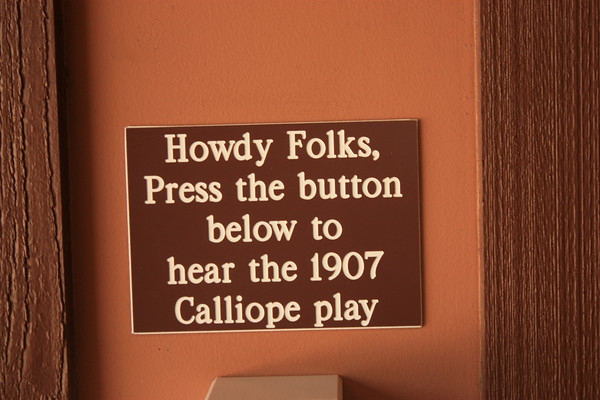 Howdy Folks,
Press the button
below to
hear the 1907
Calliope play